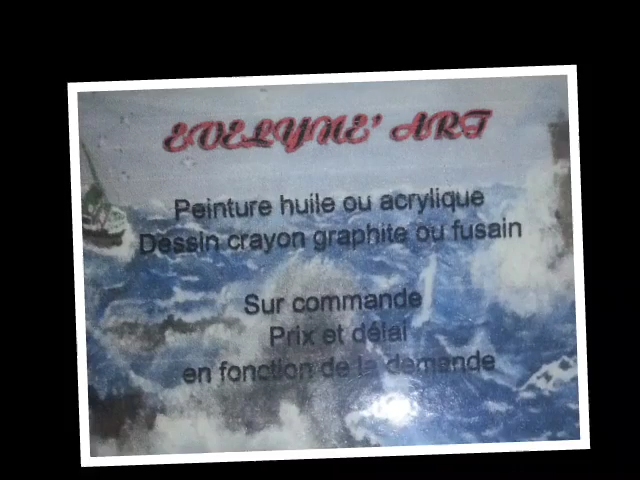 EVELYNE' ART
Peinture huile ou acrylique
Dessin crayon graphite ou fusain
Sur commande
Prix et délai
en fonction de la demande